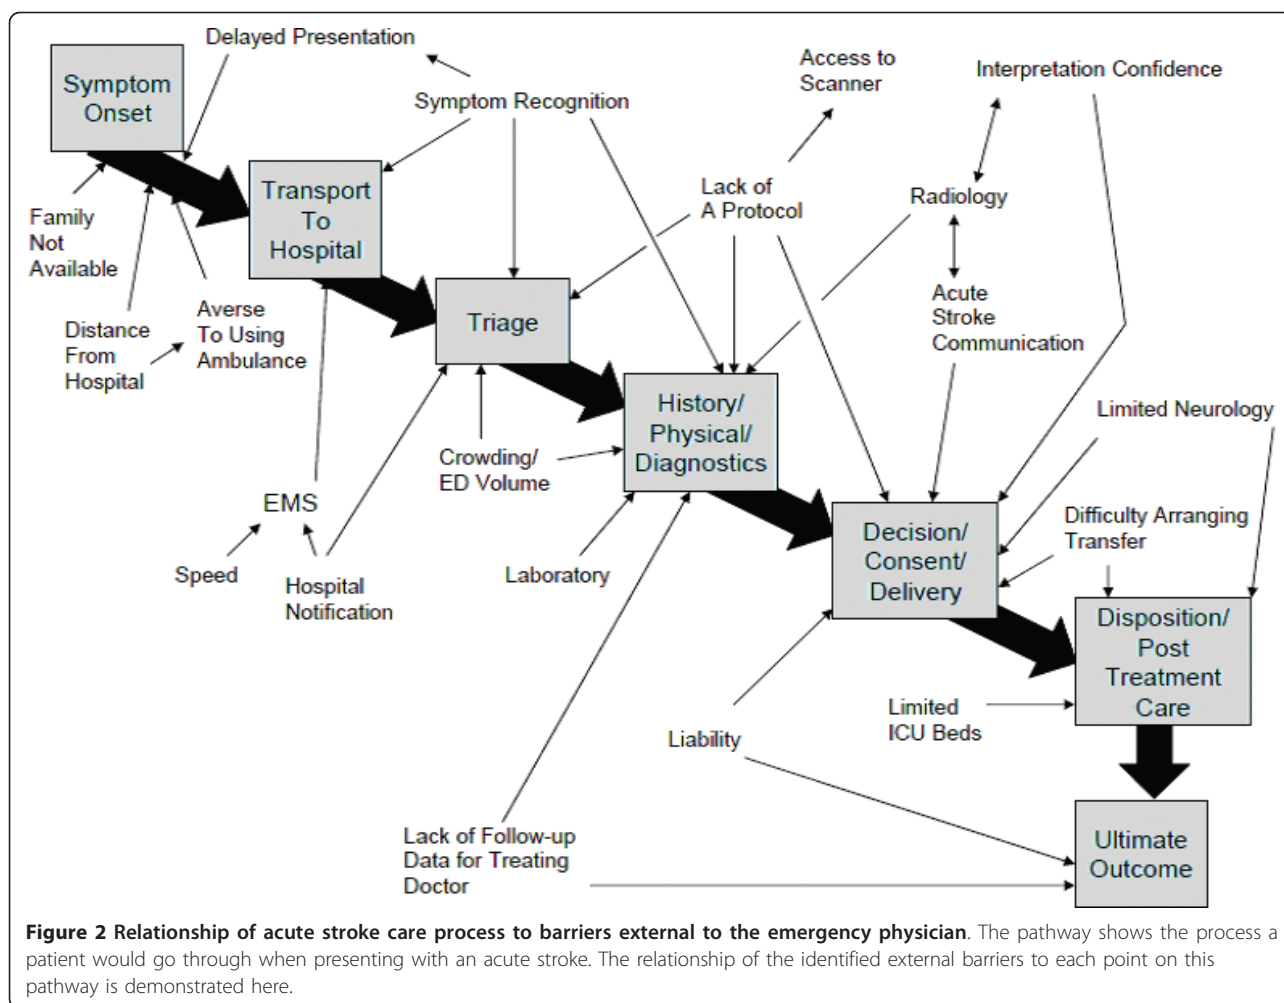 Delayed Presentation
Symptom
Onset
Access to
Scanner
Interpretation Confidence
Symptom Recognition
Transport
To
Hospital
Lack of
A Protocol
Radiology
Family
Not
Available
Averse
To Using
Ambulance
Distance
From
Hospital
Triage
Acute
Stroke
Communication
History/
Physical/
Diagnostics
Limited Neurology
Crowding/
ED Volume
EMS
Speed
Hospital
Notification
Laboratory
Decision/
Consent/
Delivery
Difficulty Arranging
Transfer
Disposition/
Post
Treatment
Care
Limited
ICU Beds
Liability
Lack of Follow-up
Data for Treating
Doctor
Ultimate
Outcome
Figure 2 Relationship of acute stroke care process to barriers external to the emergency physician. The pathway shows the process a
patient would go through when presenting with an acute stroke. The relationship of the identified external barriers to each point on this
pathway is demonstrated here.